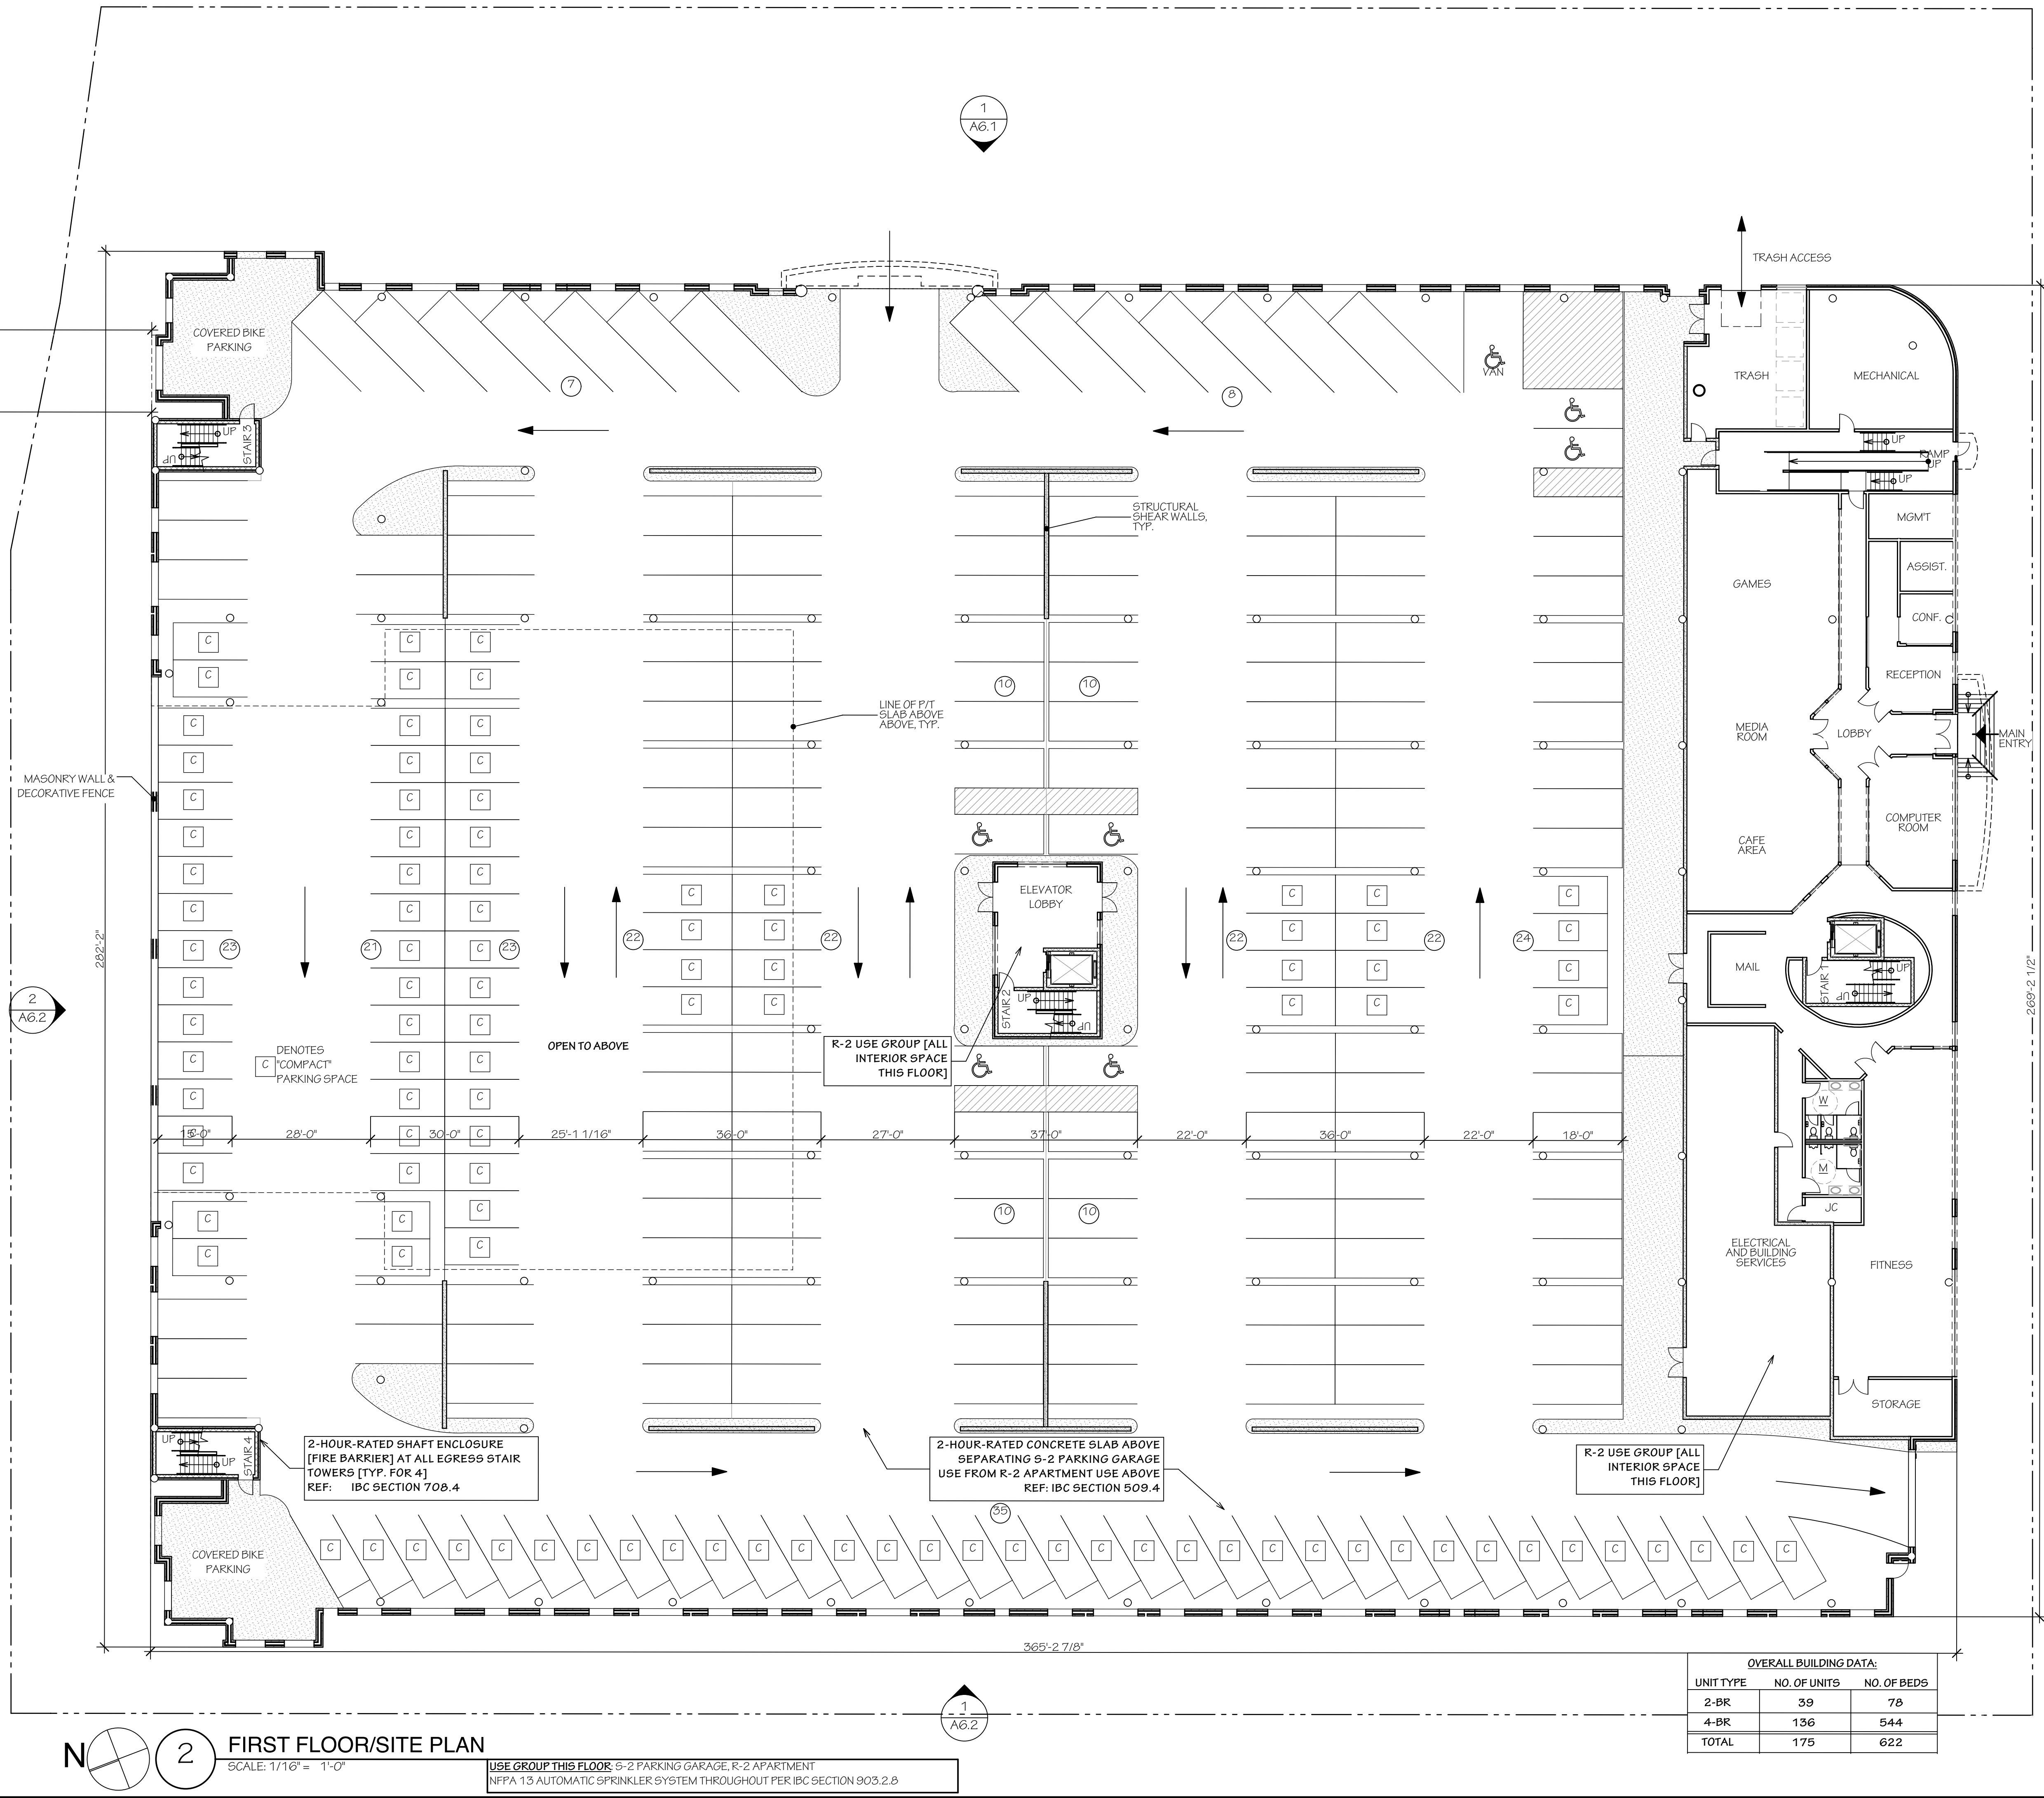 1
A6.1
TRASH ACCESS
COVERED BIKE
PARKING
7
8
VAN
TRASH
MECHANICAL
UP
UP
STAIR 3
UP
RAMP
UP
UP
STRUCTURAL
SHEAR WALLS,
TYP.
MGM'T
ASSIST.
GAMES
CONF.
C C C
C C C
10 10
RECEPTION
LINE OF P/T
SLAB ABOVE
ABOVE, TYP.
C C C
MEDIA
ROOM
LOBBY
MAIN
ENTRY
C C C
MASONRY WALL &
DECORATIVE FENCE
C C C
C C C
COMPUTER
ROOM
CAFE
AREA
C C C
ELEVATOR
LOBBY
C C C C C
C C C
C C C C C
23 21 23 22 22 22 22 24
282'-2"
C C C
C C C C C
MAIL
STAIR 1
UP
UP
269'-2 1/2"
C C C
C C C C C
STAIR 2
UP
UP
2
A6.2
C C C
C
DENOTES
"COMPACT"
PARKING SPACE
OPEN TO ABOVE
R-2 USE GROUP [ALL
INTERIOR SPACE
THIS FLOOR]
C C C
C C C
W
C C C
15'-0" 28'-0" 30'-0" 25'-1 1/16" 36'-0" 27'-0" 37'-0" 22'-0" 36'-0" 22'-0" 18'-0"
C C C
M
C C C
10 10
JC
C C C
ELECTRICAL
AND BUILDING
SERVICES
FITNESS
STORAGE
UP
UP
STAIR 4
2-HOUR-RATED SHAFT ENCLOSURE
[FIRE BARRIER] AT ALL EGRESS STAIR
TOWERS [TYP. FOR 4]
REF: IBC SECTION 708.4
2-HOUR-RATED CONCRETE SLAB ABOVE
SEPARATING S-2 PARKING GARAGE
USE FROM R-2 APARTMENT USE ABOVE
REF: IBC SECTION 509.4
R-2 USE GROUP [ALL
INTERIOR SPACE
THIS FLOOR]
35
COVERED BIKE
PARKING
C C C C C C C C C C C C C C C C C C C C C C C C C C C C C C C C C C C
365'-2 7/8"
1
A6.2
OVERALL BUILDING DATA:
UNIT TYPE NO. OF UNITS NO. OF BEDS
2-BR 39 78
4-BR 136 544
TOTAL 175 622
N
2
FIRST FLOOR/SITE PLAN
SCALE: 1/16" = 1'-0"
USE GROUP THIS FLOOR: S-2 PARKING GARAGE, R-2 APARTMENT
NFPA 13 AUTOMATIC SPRINKLER SYSTEM THROUGHOUT PER IBC SECTION 903.2.8